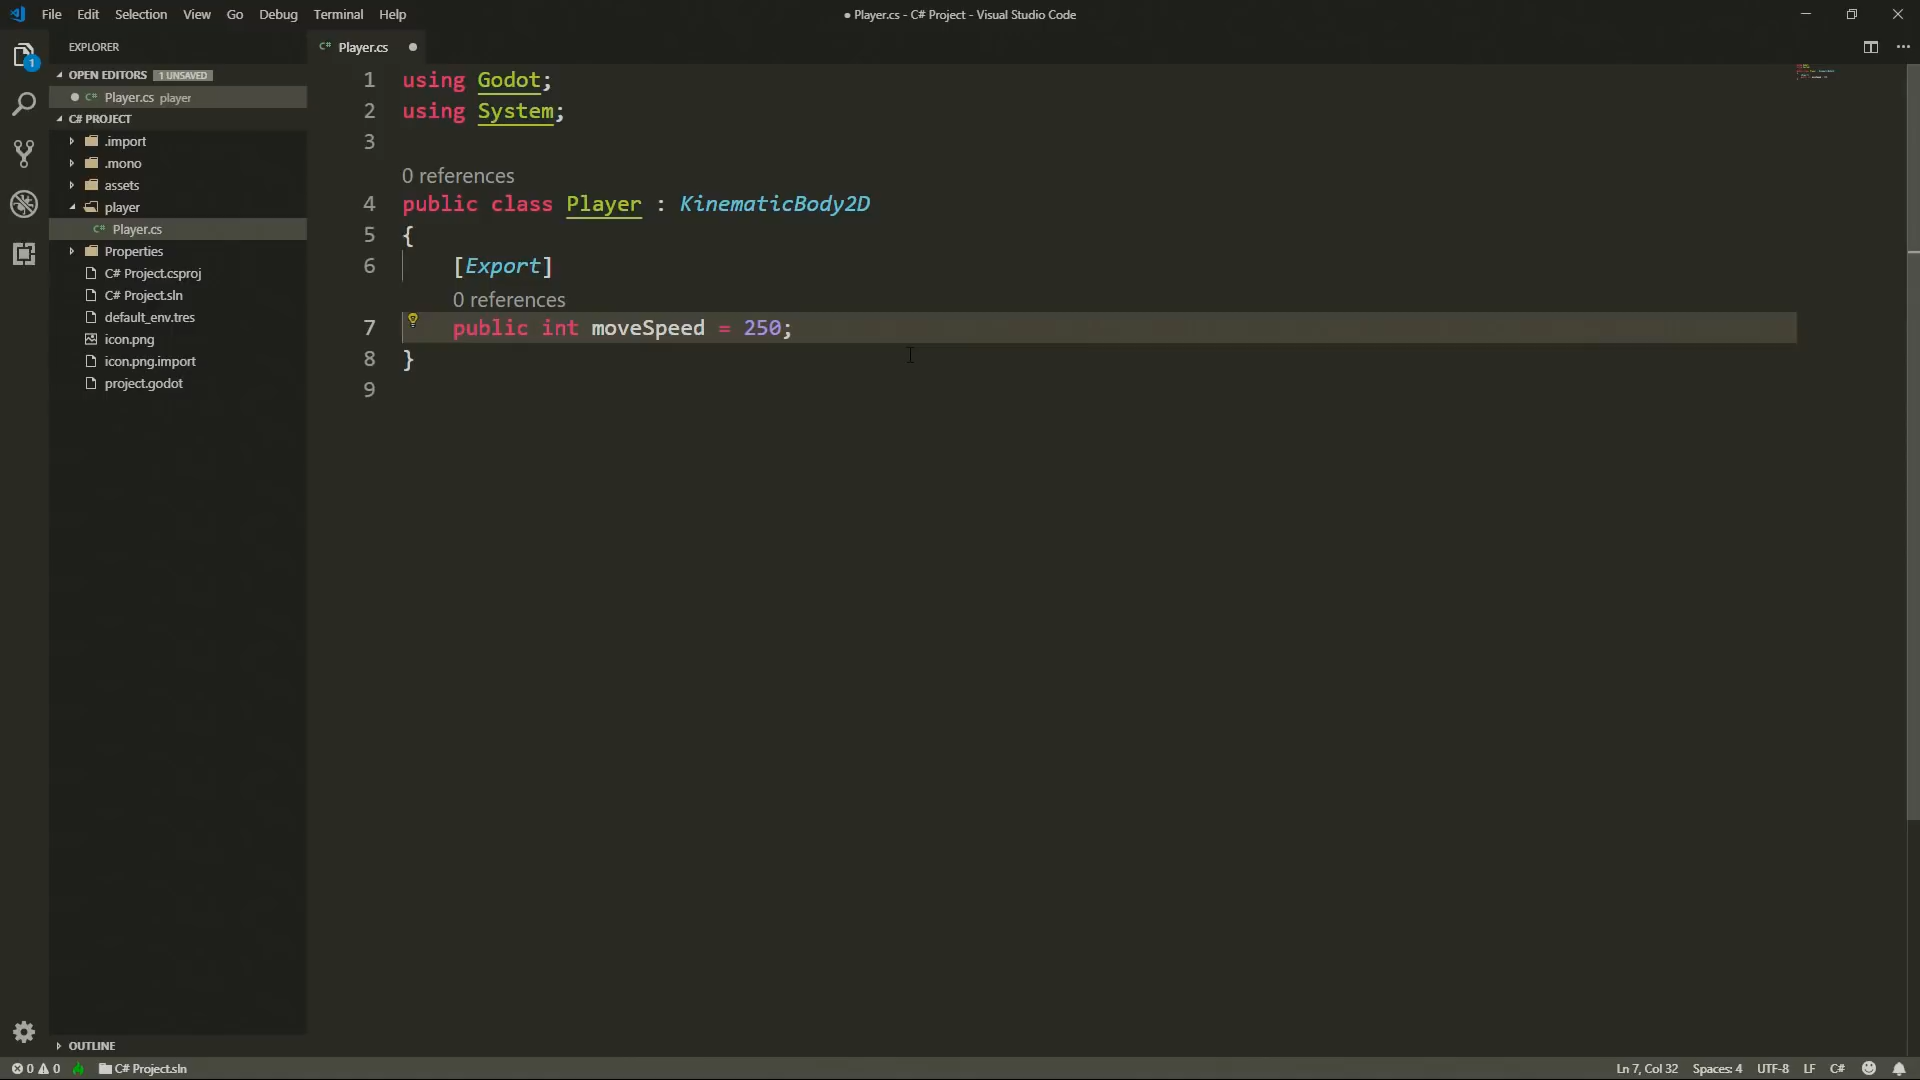 File Edit Selection View Go Debug Terminal Help
● Player.cs - C# Project - Visual Studio Code
EXPLORER
OPEN EDITORS 1 UNSAVED
● C# Player.cs player
C# PROJECT
.import
.mono
assets
player
C# Player.cs
Properties
C# Project.csproj
C# Project.sln
default_env.tres
icon.png
icon.png.import
project.godot
OUTLINE
1
C# Player.cs ●
1 using Godot;
2 using System;
3
0 references
4 public class Player : KinematicBody2D
5 {
6 [Export]
0 references
7 public int moveSpeed = 250;
8 }
9
0 0 C# Project.sln
Ln 7, Col 32 Spaces: 4 UTF-8 LF C#